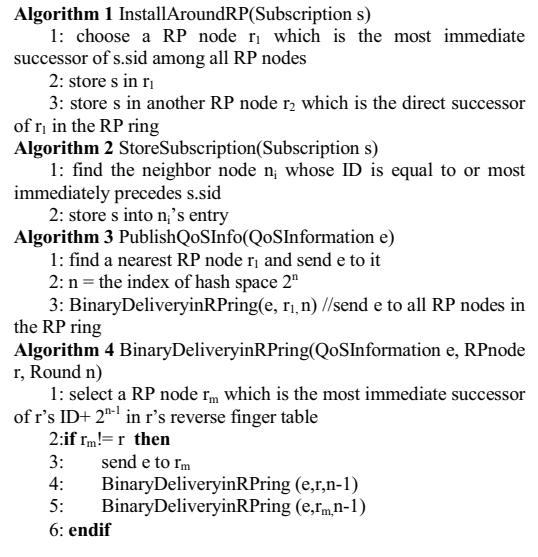 Algorithm 1 InstallAroundRP(Subscription s)
1: choose a RP node r₁ which is the most immediate
successor of s.sid among all RP nodes
2: store s in r₁
3: store s in another RP node r₂ which is the direct successor
of r₁ in the RP ring
Algorithm 2 StoreSubscription(Subscription s)
1: find the neighbor node nᵢ whose ID is equal to or most
immediately precedes s.sid
2: store s into nᵢ's entry
Algorithm 3 PublishQoSInfo(QoSInformation e)
1: find a nearest RP node r₁ and send e to it
2: n = the index of hash space 2ⁿ
3: BinaryDeliveryinRPring(e, r₁, n) //send e to all RP nodes in
the RP ring
Algorithm 4 BinaryDeliveryinRPring(QoSInformation e, RPnode
r, Round n)
1: select a RP node rₘ which is the most immediate successor
of r's ID+ 2ⁿ⁻¹ in r's reverse finger table
2:if rₘ!= r then
3: send e to rₘ
4: BinaryDeliveryinRPring (e,r,n-1)
5: BinaryDeliveryinRPring (e,rₘ,n-1)
6: endif